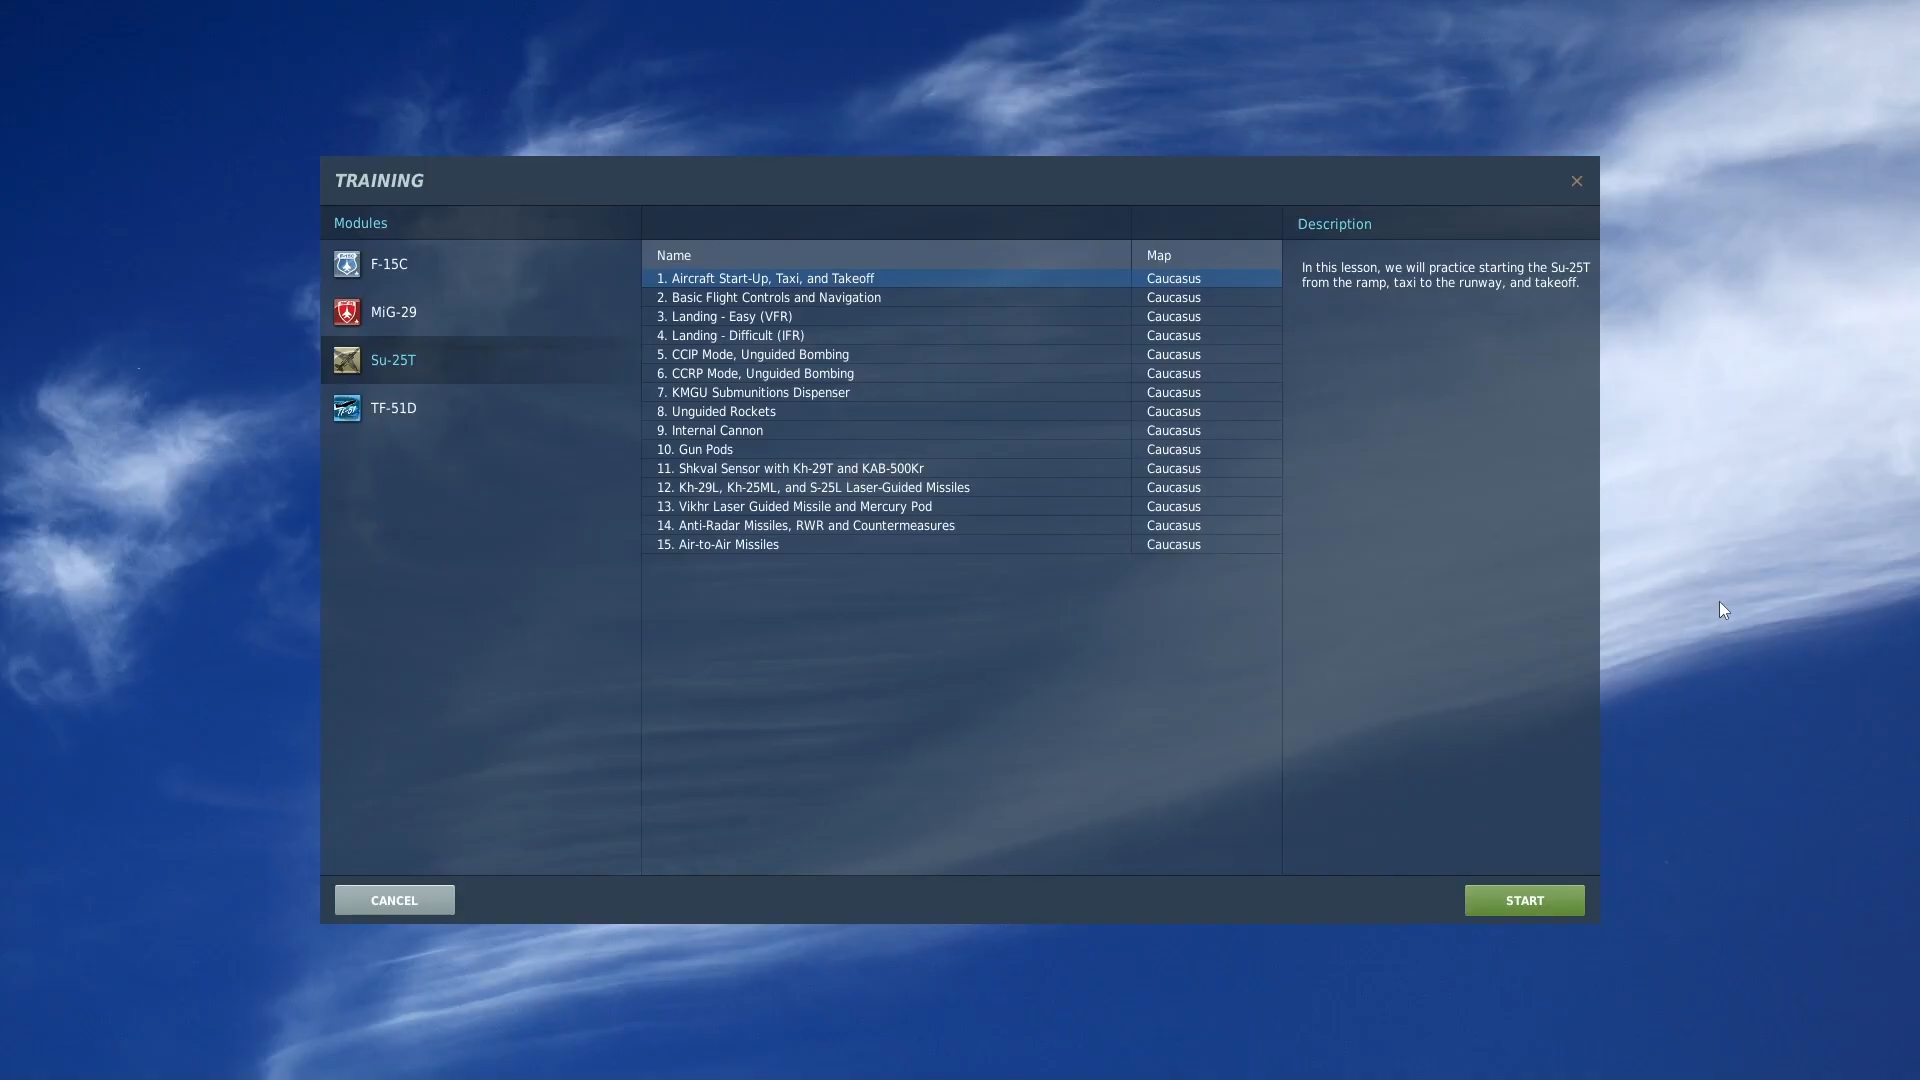 TRAINING
Modules
Description
F-15C
MiG-29
Su-25T
TF-51D
Name Map
1. Aircraft Start-Up, Taxi, and Takeoff Caucasus
2. Basic Flight Controls and Navigation Caucasus
3. Landing - Easy (VFR) Caucasus
4. Landing - Difficult (IFR) Caucasus
5. CCIP Mode, Unguided Bombing Caucasus
6. CCRP Mode, Unguided Bombing Caucasus
7. KMGU Submunitions Dispenser Caucasus
8. Unguided Rockets Caucasus
9. Internal Cannon Caucasus
10. Gun Pods Caucasus
11. Shkval Sensor with Kh-29T and KAB-500Kr Caucasus
12. Kh-29L, Kh-25ML, and S-25L Laser-Guided Missiles Caucasus
13. Vikhr Laser Guided Missile and Mercury Pod Caucasus
14. Anti-Radar Missiles, RWR and Countermeasures Caucasus
15. Air-to-Air Missiles Caucasus
In this lesson, we will practice starting the Su-25T
from the ramp, taxi to the runway, and takeoff.
CANCEL
START